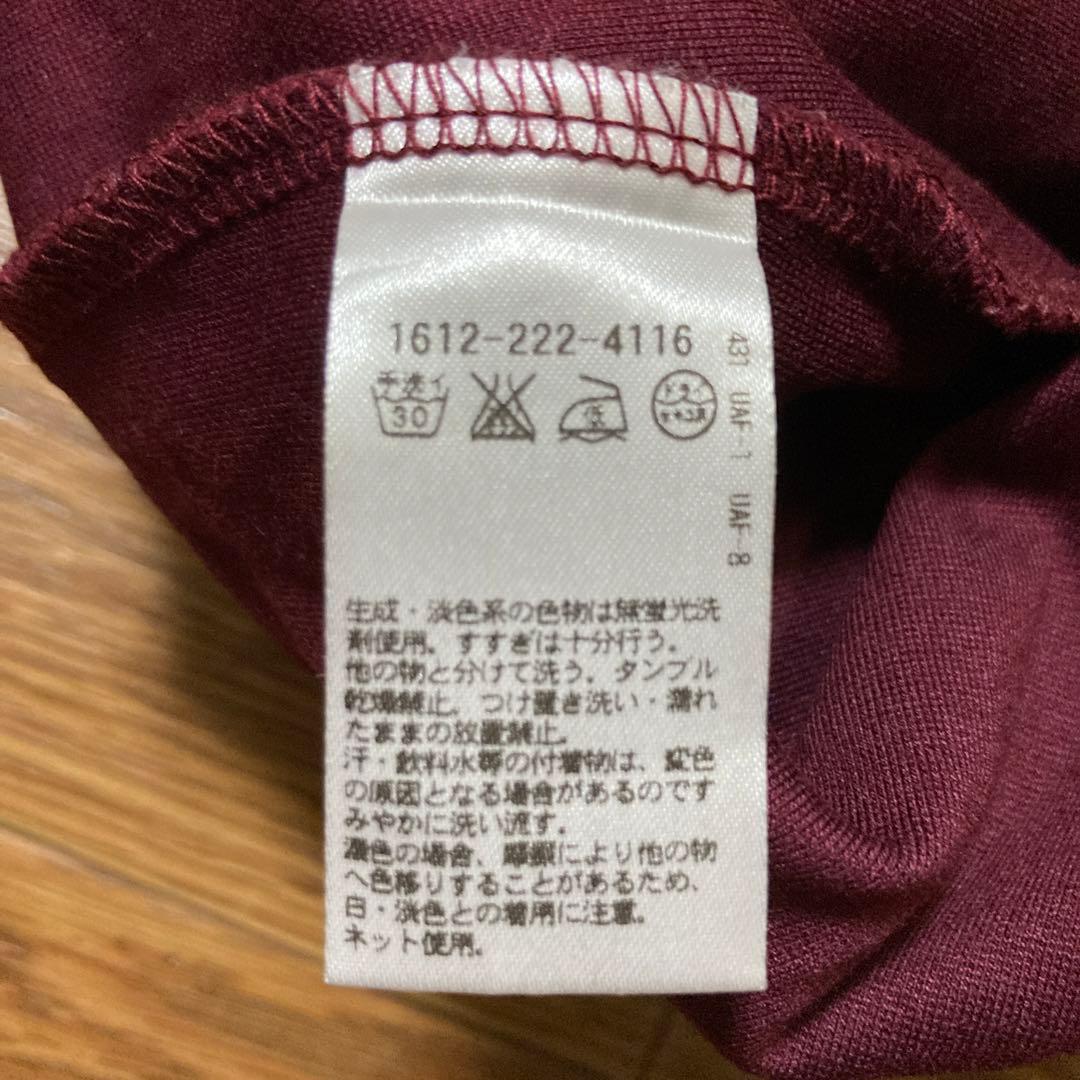 1612-222-4116
手洗イ
30
低
ドライ
セキユ系
生成・淡色系の色物は無蛍光洗
剤使用。すすぎは十分行う。
他の物と分けて洗う。タンブル
乾燥禁止。つけ置き洗い・濡れ
たままの放置禁止。
汗・飲料水等の付着物は、変色
の原因となる場合があるのです
みやかに洗い流す。
濃色の場合、摩擦により他の物
へ色移りすることがあるため、
白・淡色との着用に注意。
ネット使用。
431 UAF-1 UAF-8